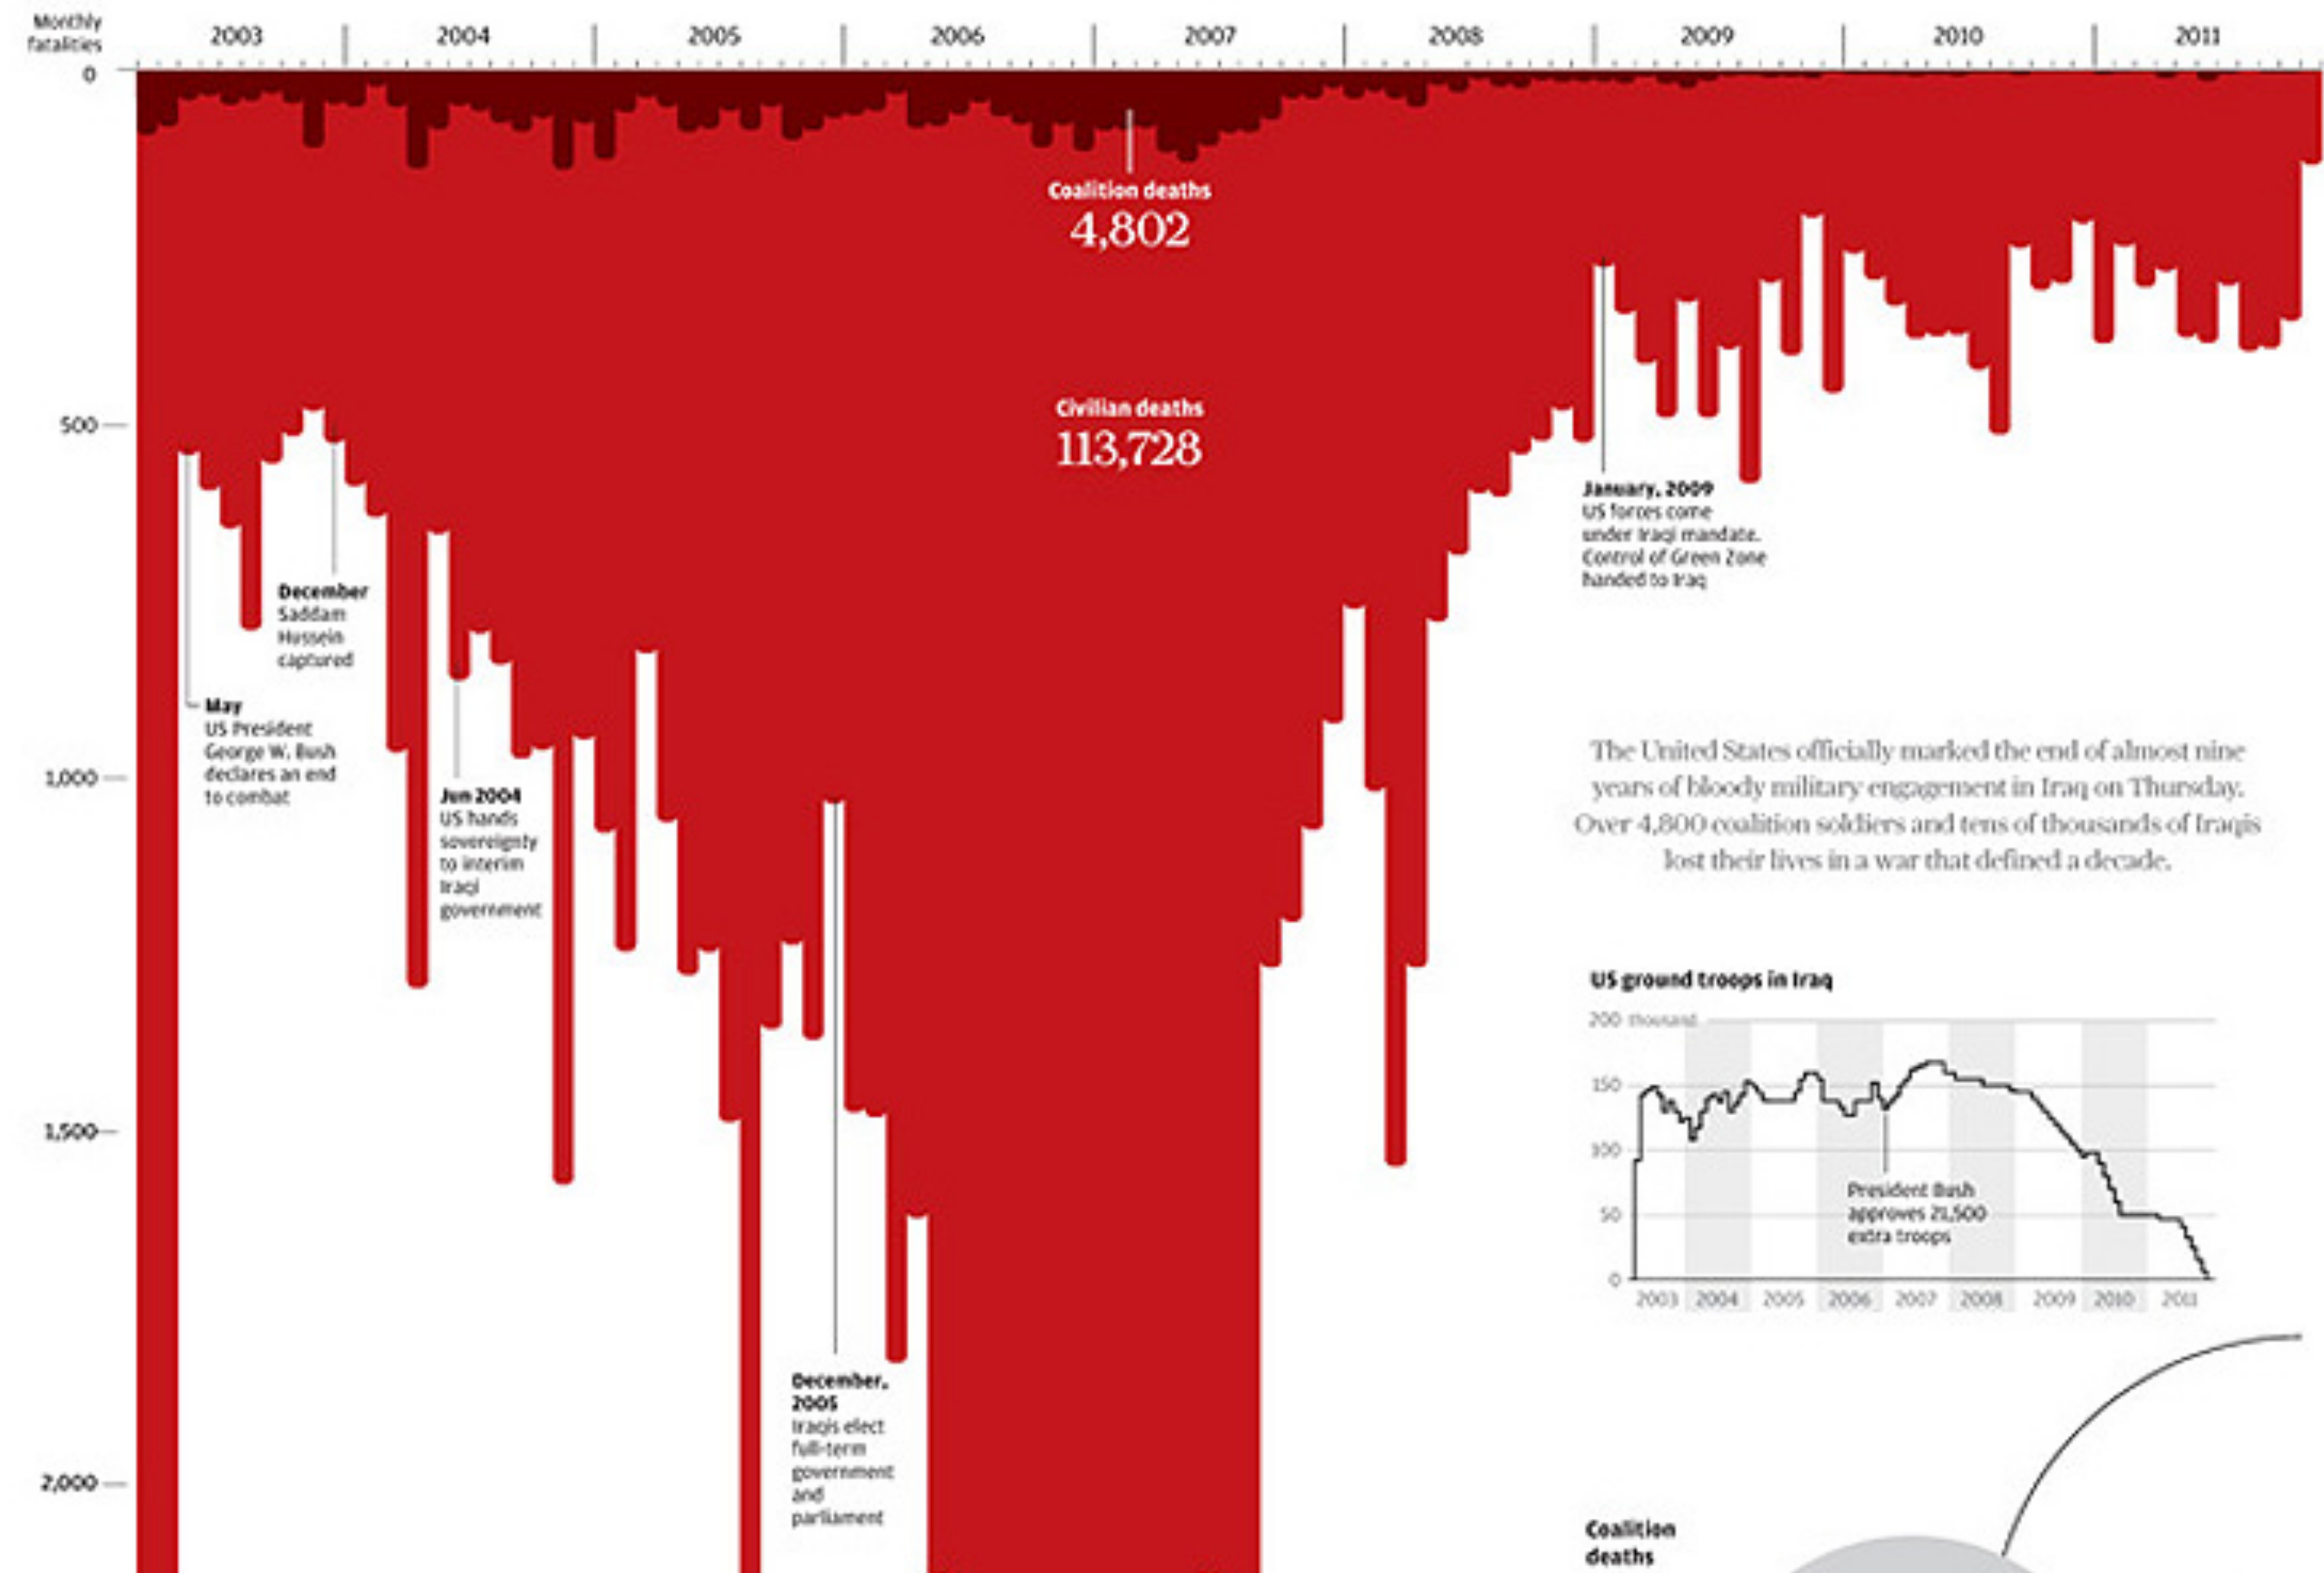 Monthly
fatalities
2003
2004
2005
2006
2007
2008
2009
2010
2011
0
500
1,000
1,500
2,000
Coalition deaths
4,802
Civilian deaths
113,728
May
US President
George W. Bush
declares an end
to combat
December
Saddam
Hussein
captured
Jun 2004
US hands
sovereignty
to interim
Iraqi
government
December,
2005
Iraqis elect
full-term
government
and
parliament
January, 2009
US forces come
under Iraqi mandate.
Control of Green Zone
handed to Iraq
The United States officially marked the end of almost nine
years of bloody military engagement in Iraq on Thursday.
Over 4,800 coalition soldiers and tens of thousands of Iraqis
lost their lives in a war that defined a decade.
US ground troops in Iraq
200 thousand
150
100
50
0
President Bush
approves 21,500
extra troops
2003
2004
2005
2006
2007
2008
2009
2010
2011
Coalition
deaths